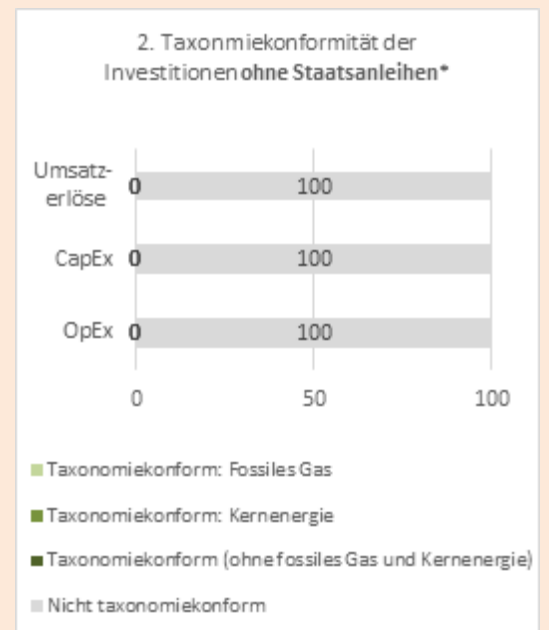 2. Taxonmiekonformität der
Investitionen ohne Staatsanleihen*
Umsatz-
erlöse
0 100
CapEx 0 100
OpEx 0 100
0 50 100
Taxonomiekonform: Fossiles Gas
Taxonomiekonform: Kernenergie
Taxonomiekonform (ohne fossiles Gas und Kernenergie)
Nicht taxonomiekonform